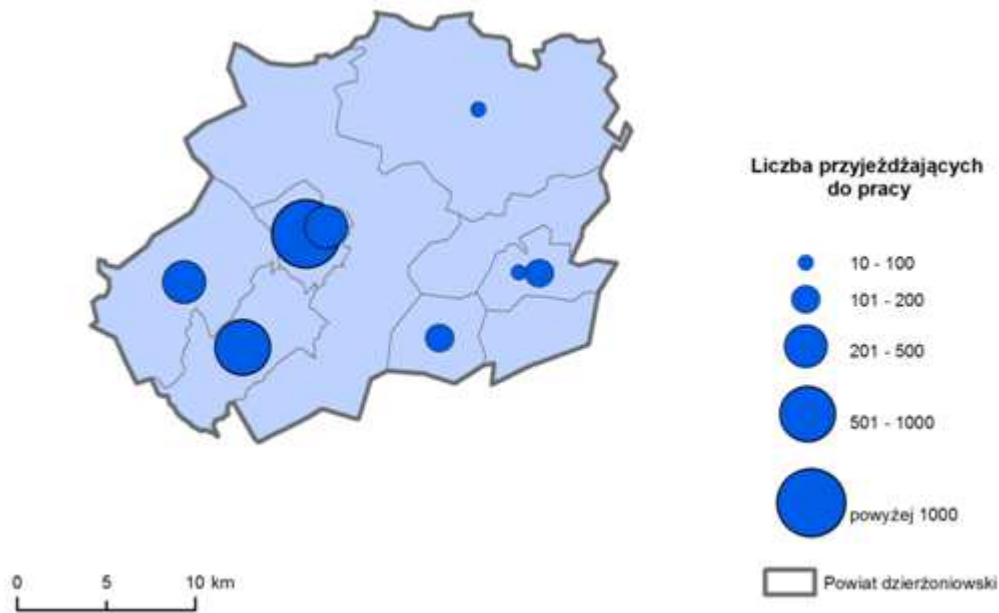 Liczba przyjeżdżających
do pracy
10 - 100
101 - 200
201 - 500
501 - 1000
powyżej 1000
Powiat dzierżoniowski
0 5 10 km